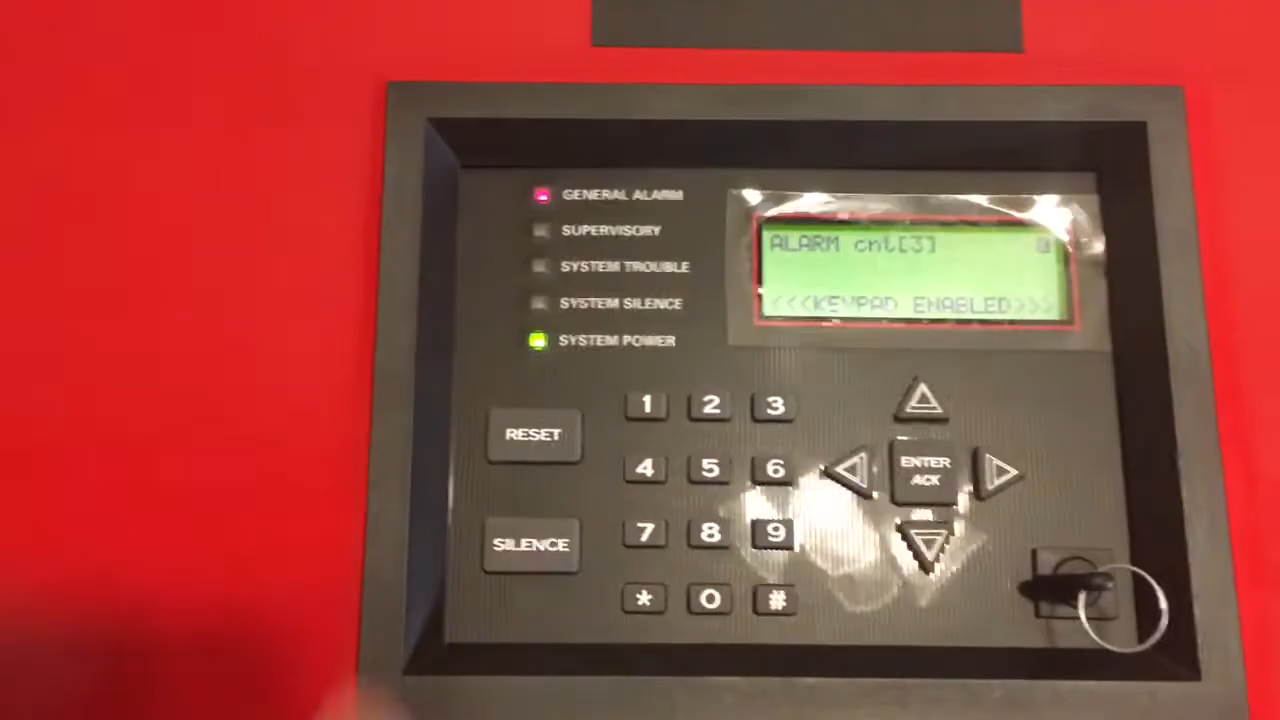 GENERAL ALARM
SUPERVISORY
SYSTEM TROUBLE
SYSTEM SILENCE
SYSTEM POWER
ALARM cnt[3]
<<<KEYPAD ENABLED>>>
RESET
SILENCE
1 2 3
4 5 6
7 8 9
* 0 #
ENTER
ACK